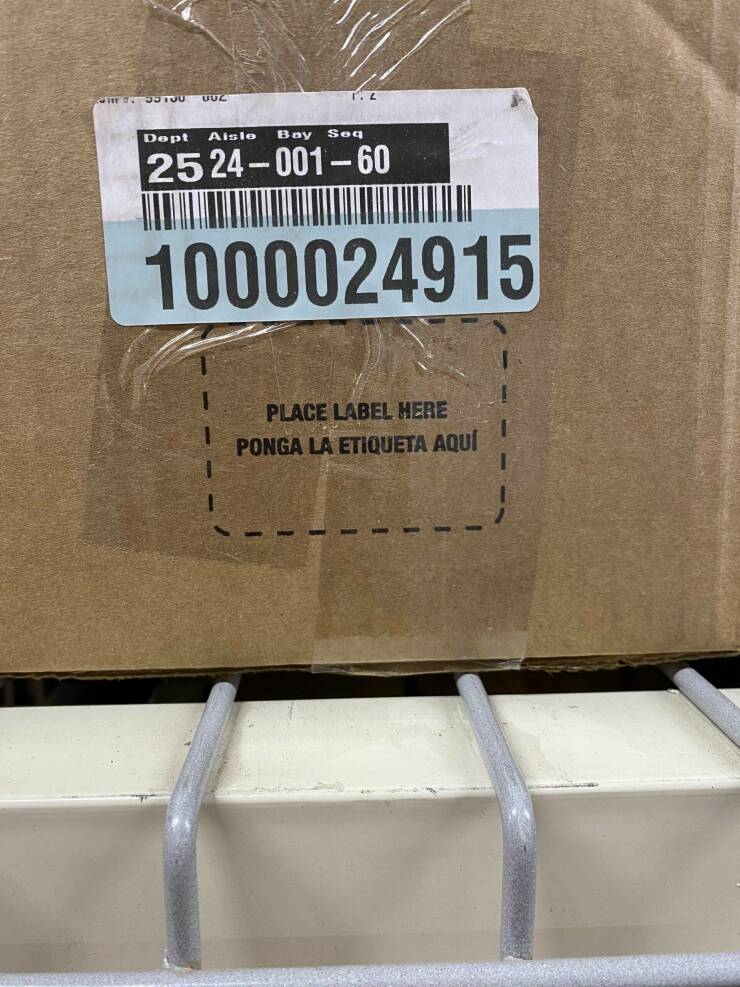 Dept Aisle Bay Seq
25 24-001-60
1000024915
PLACE LABEL HERE
PONGA LA ETIQUETA AQUÍ